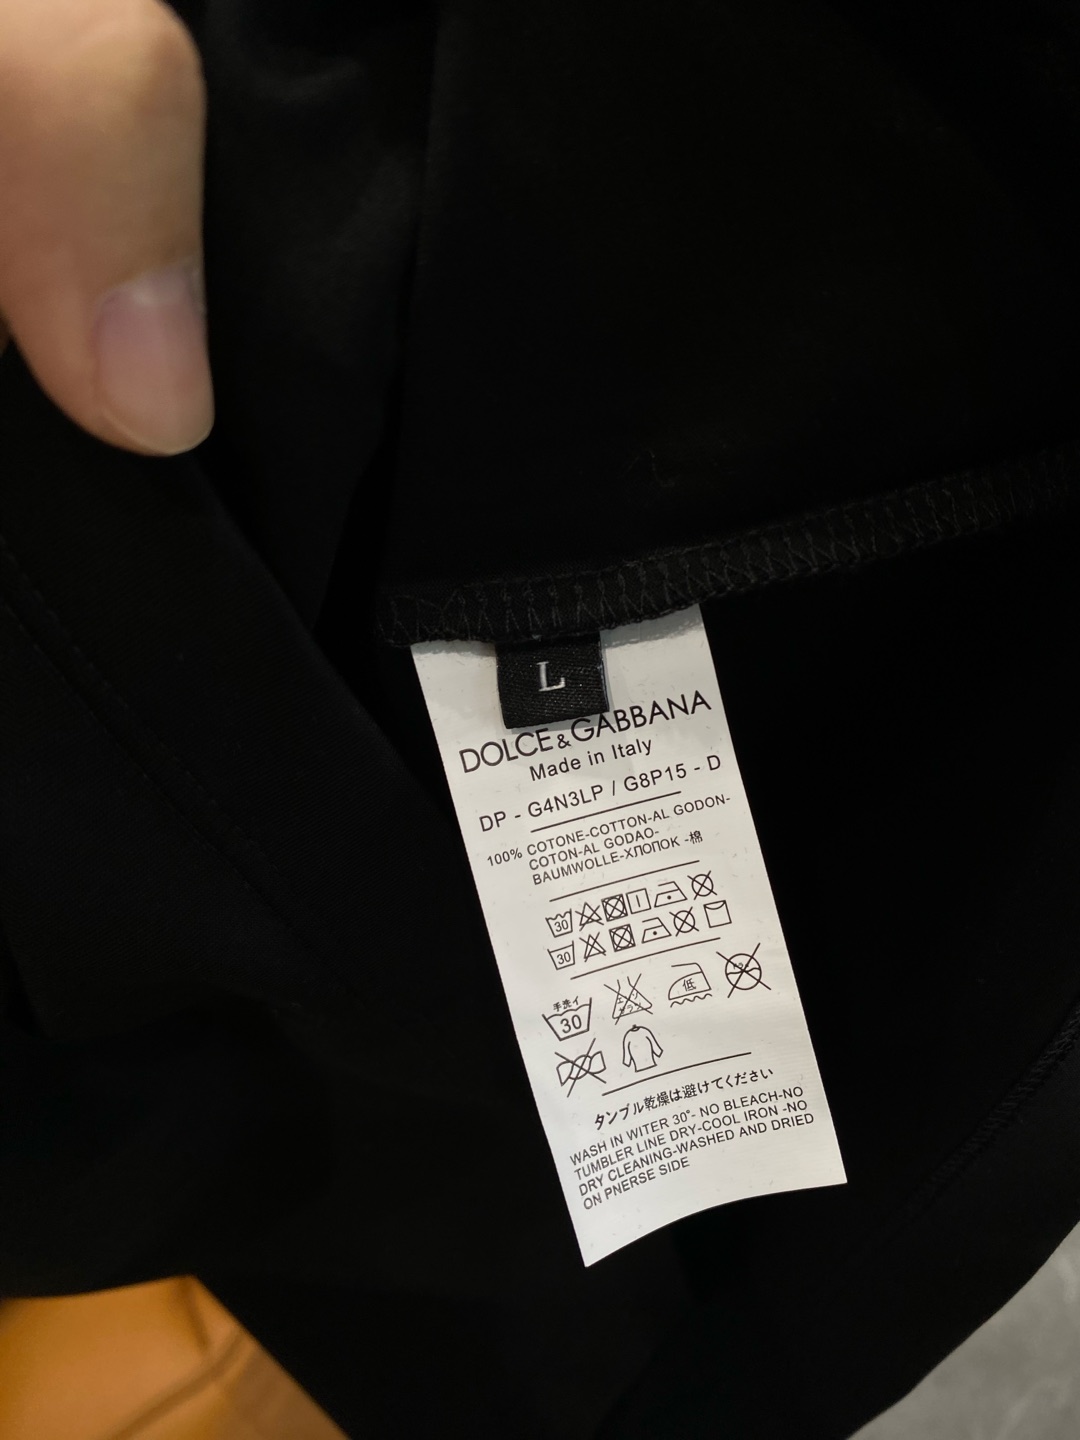 L
DOLCE&GABBANA
Made in Italy
DP - G4N3LP / G8P15 - D
100% COTONE-COTTON-AL GODON-
COTON-AL GODAO-
BAUMWOLLE-ХЛОПОК -棉
30
30
手洗イ
30
低
タンブル乾燥は避けてください
WASH IN WITER 30°- NO BLEACH-NO
TUMBLER LINE DRY-COOL IRON -NO
DRY CLEANING-WASHED AND DRIED
ON PNERSE SIDE